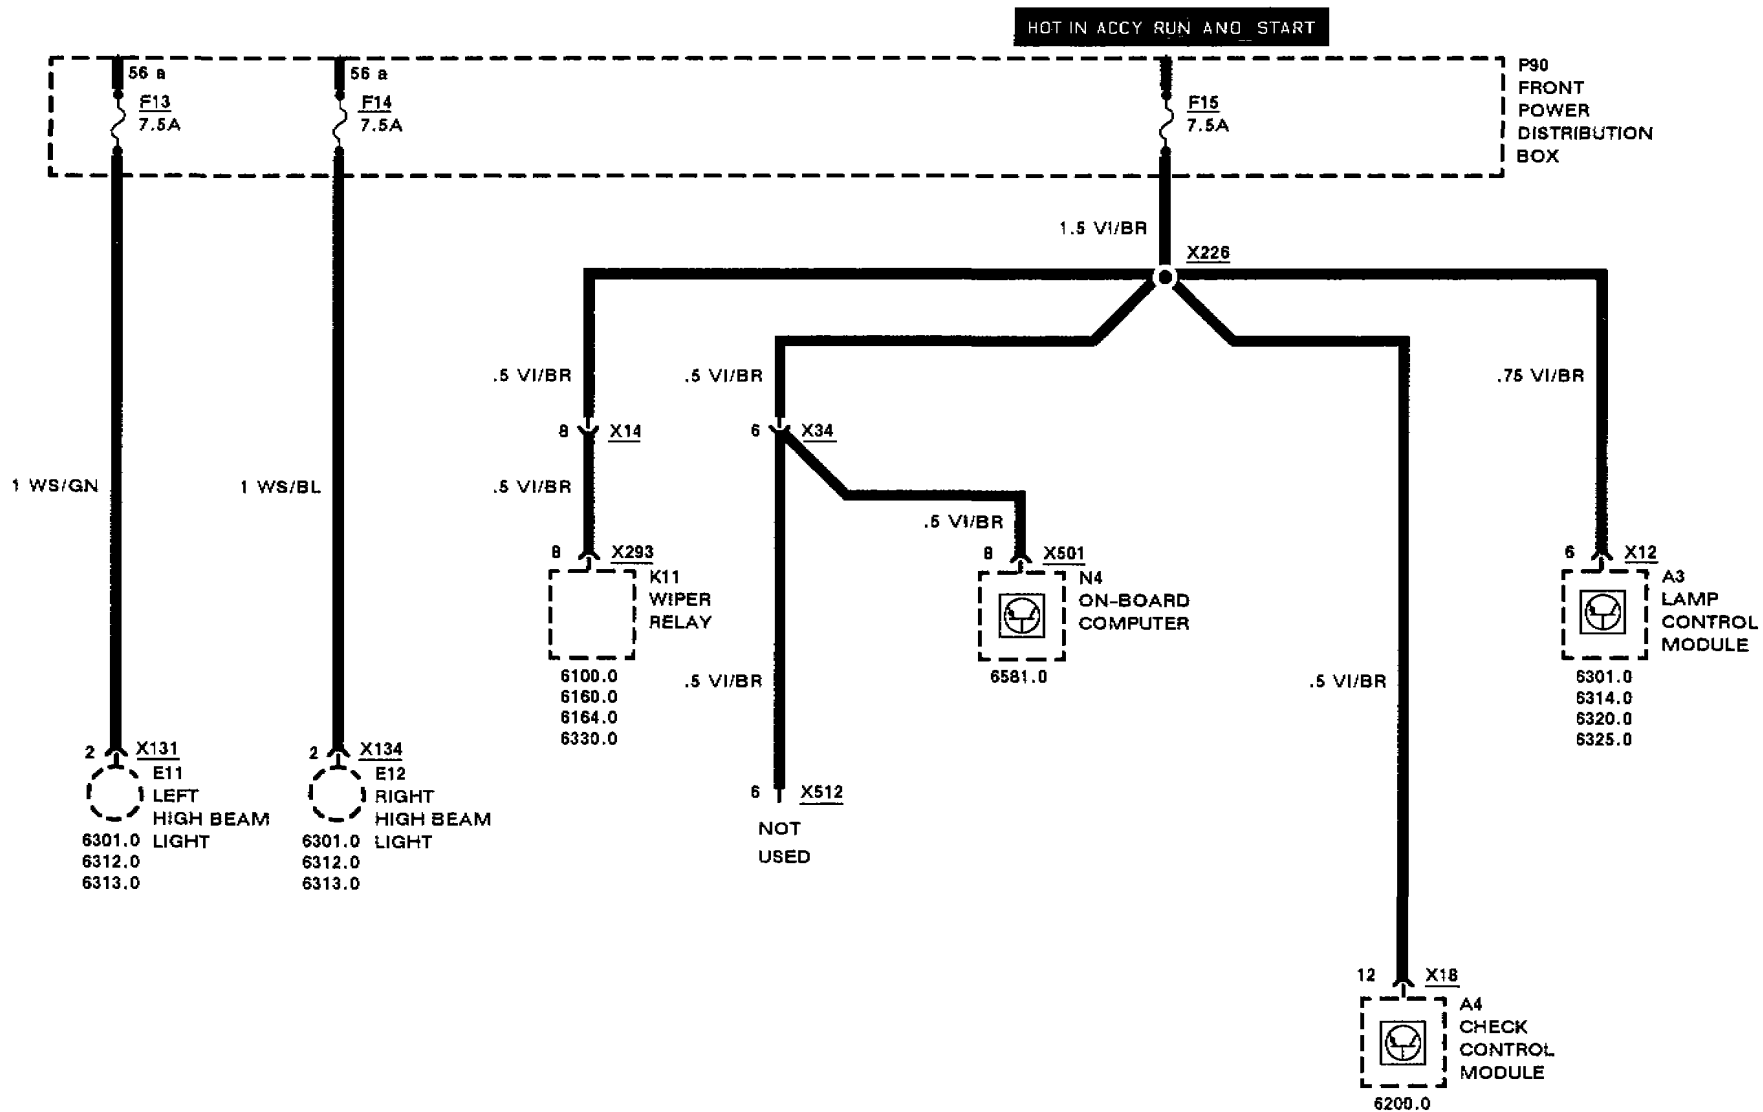 HOT IN ACCY RUN AND START
56 a
F13
7.5A
56 a
F14
7.5A
F15
7.5A
P90
FRONT
POWER
DISTRIBUTION
BOX
1.5 VI/BR
X226
.5 VI/BR
.5 VI/BR
.75 VI/BR
8
X14
6
X34
1 WS/GN
1 WS/BL
.5 VI/BR
.5 VI/BR
8
X293
K11
WIPER
RELAY
6100.0
6160.0
6164.0
6330.0
8
X501
N4
ON-BOARD
COMPUTER
6581.0
6
X12
A3
LAMP
CONTROL
MODULE
6301.0
6314.0
6320.0
6325.0
.5 VI/BR
.5 VI/BR
2
X131
E11
LEFT
HIGH BEAM
LIGHT
6301.0
6312.0
6313.0
2
X134
E12
RIGHT
HIGH BEAM
LIGHT
6301.0
6312.0
6313.0
6
X512
NOT
USED
12
X18
A4
CHECK
CONTROL
MODULE
6200.0